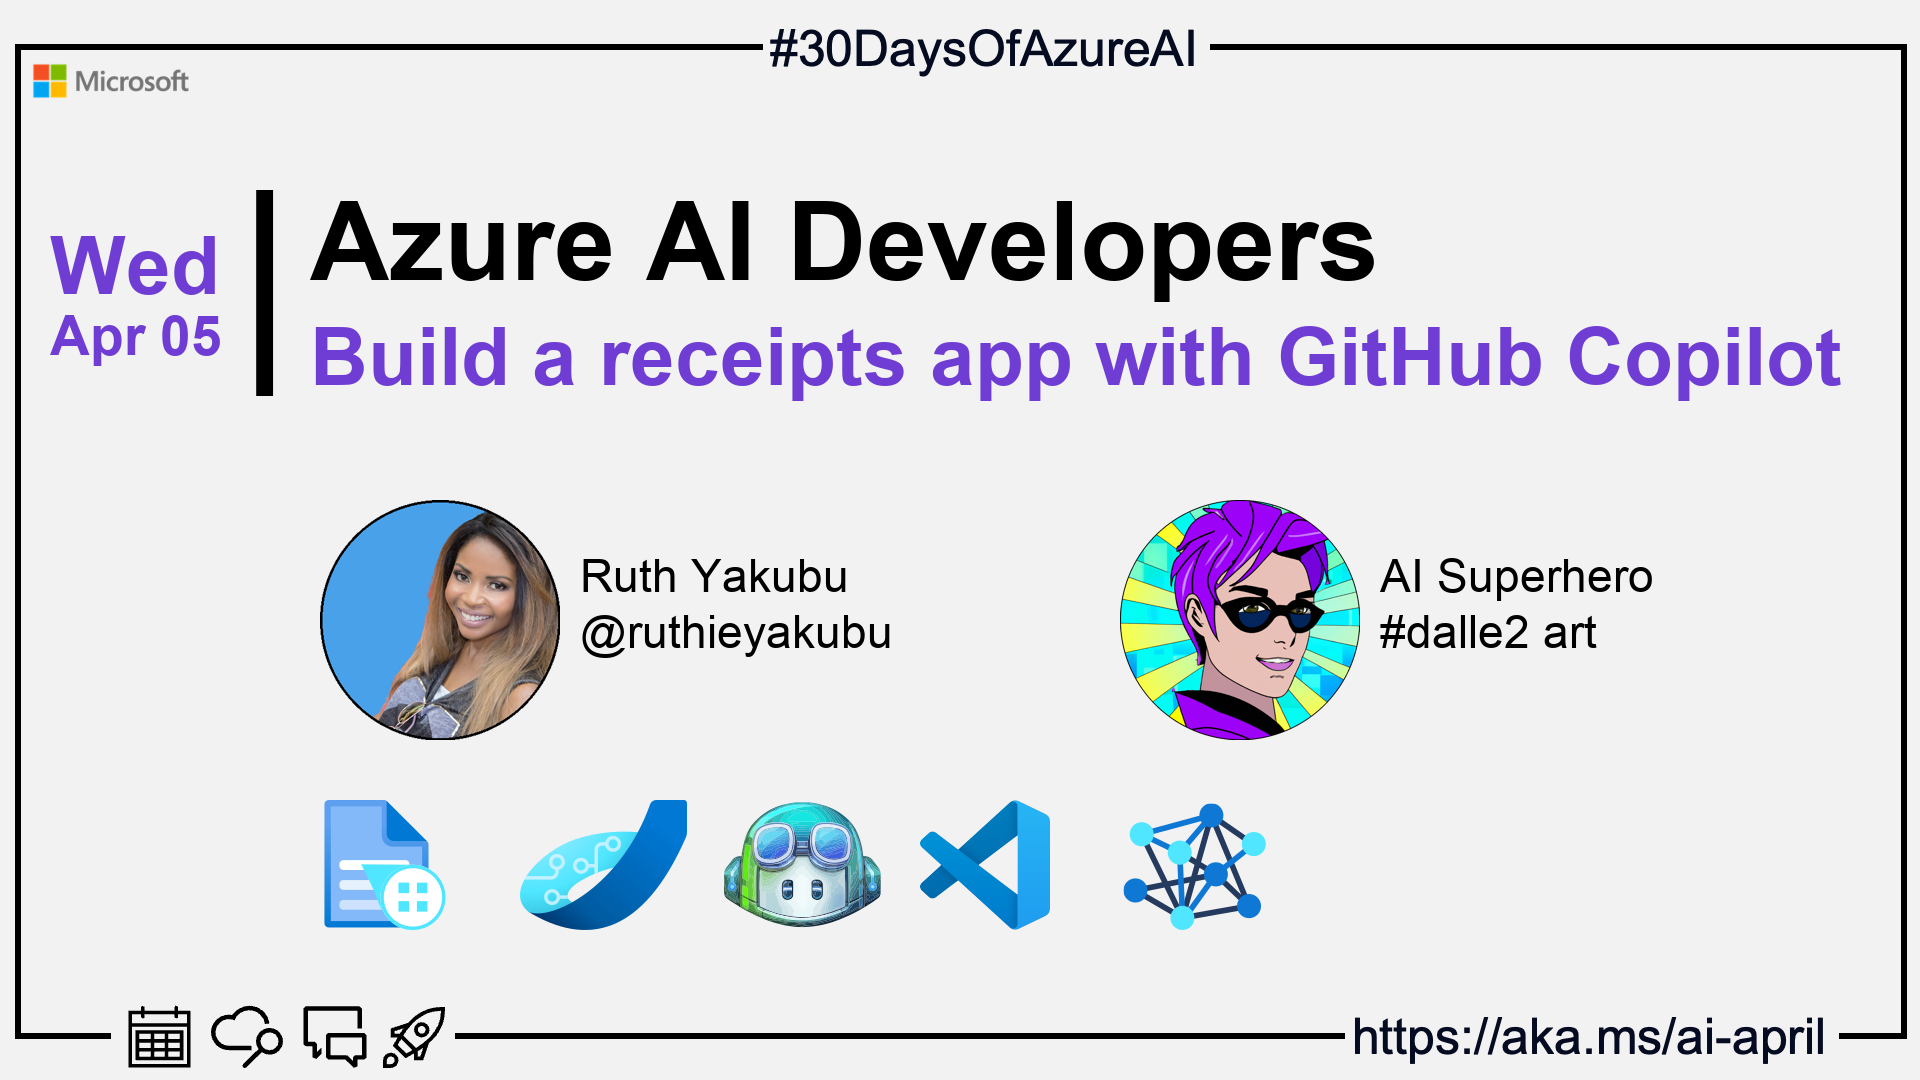 #30DaysOfAzureAI
Microsoft
Wed
Apr 05
Azure AI Developers
Build a receipts app with GitHub Copilot
Ruth Yakubu
@ruthieyakubu
AI Superhero
#dalle2 art
https://aka.ms/ai-april